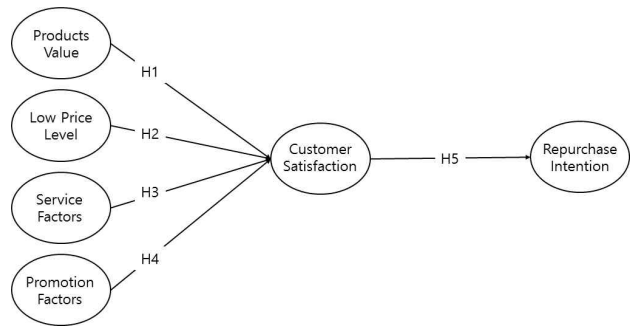 Products
Value
H1
Low Price
Level
H2
Customer
Satisfaction
H5
Repurchase
Intention
Service
Factors
H3
Promotion
Factors
H4